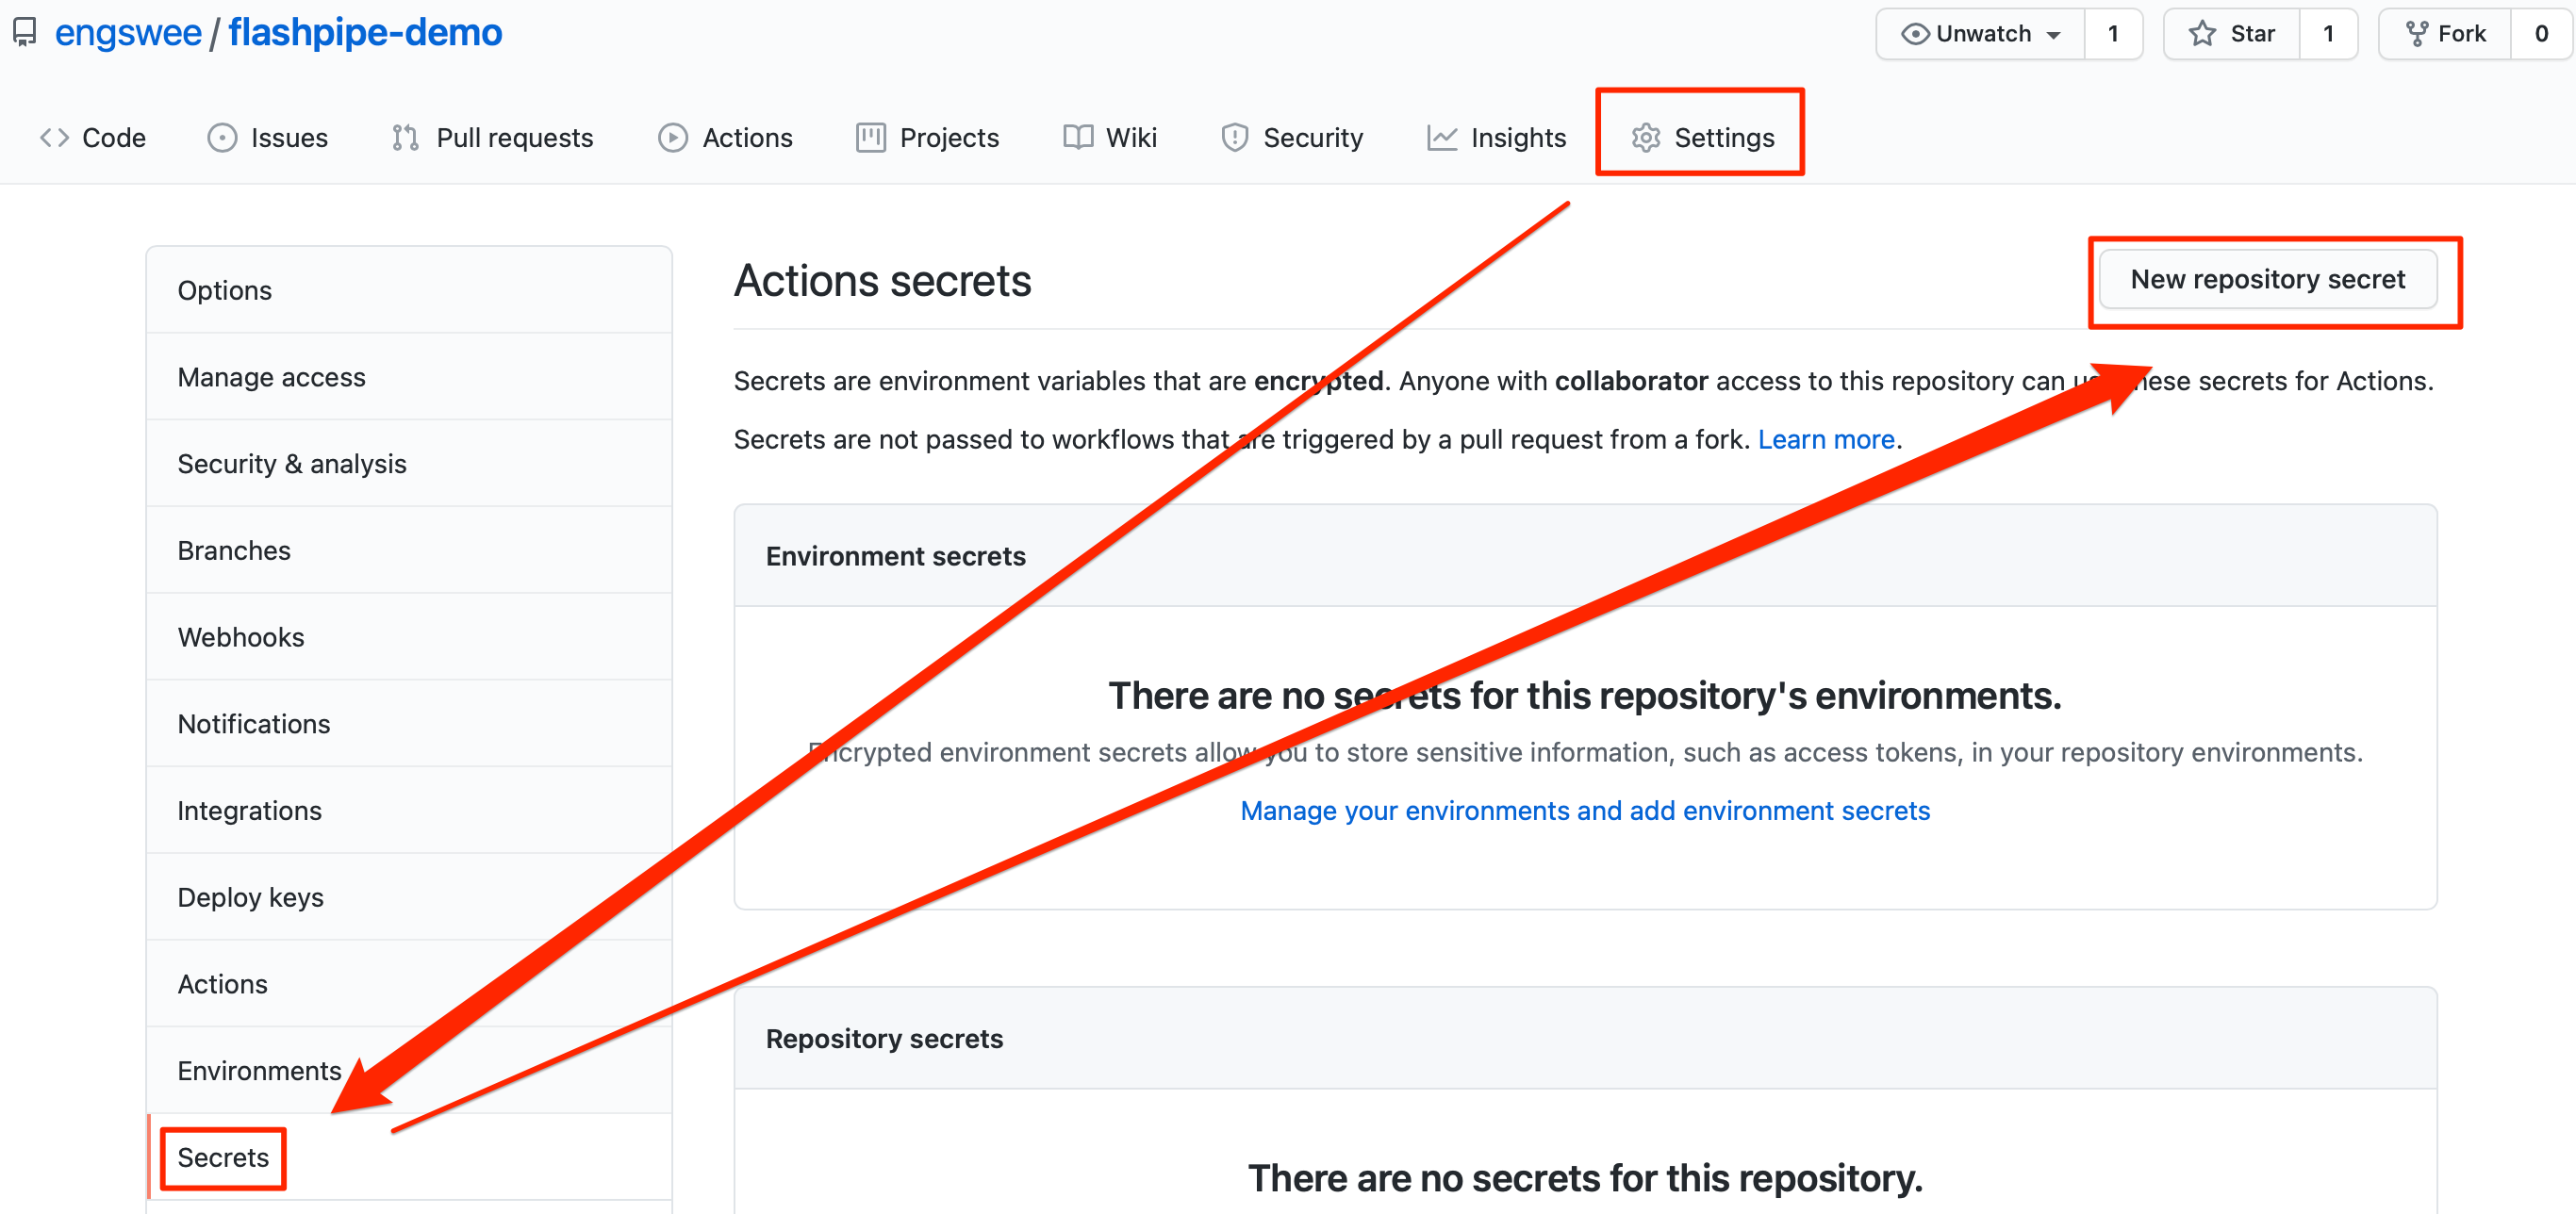 engswee / flashpipe-demo
Unwatch 1 Star 1 Fork 0
Code Issues Pull requests Actions Projects Wiki Security Insights Settings
Options
Manage access
Security & analysis
Branches
Webhooks
Notifications
Integrations
Deploy keys
Actions
Environments
Secrets
Actions secrets
New repository secret
Secrets are environment variables that are encrypted. Anyone with collaborator access to this repository can use these secrets for Actions.
Secrets are not passed to workflows that are triggered by a pull request from a fork. Learn more.
Environment secrets
There are no secrets for this repository's environments.
Encrypted environment secrets allow you to store sensitive information, such as access tokens, in your repository environments.
Manage your environments and add environment secrets
Repository secrets
There are no secrets for this repository.